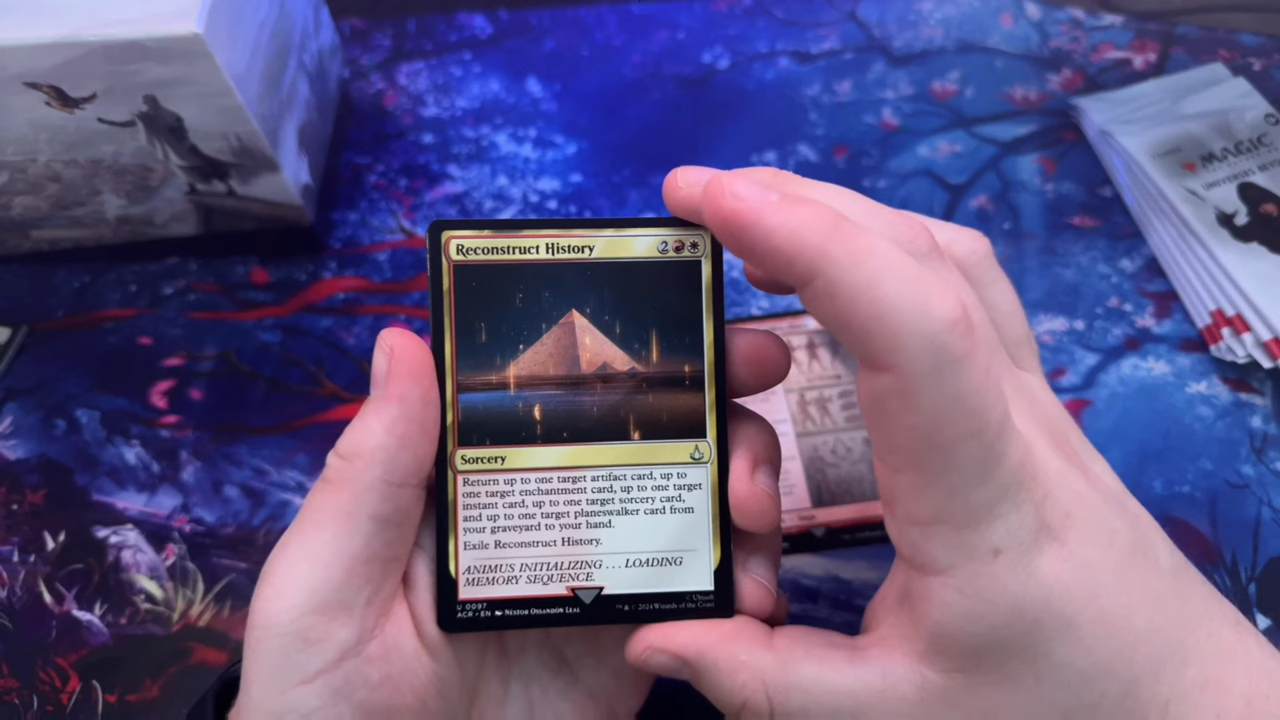 MAGIC
UNIVERSES BEY
Reconstruct History 2
Sorcery
Return up to one target artifact card, up to
one target enchantment card, up to one target
instant card, up to one target sorcery card,
and up to one target planeswalker card from
your graveyard to your hand.
Exile Reconstruct History.
ANIMUS INITIALIZING . . . LOADING
MEMORY SEQUENCE.
U 0097
ACR • EN Néstor Ossandón Leal
© Ubisoft
™ & © 2024 Wizards of the Coast